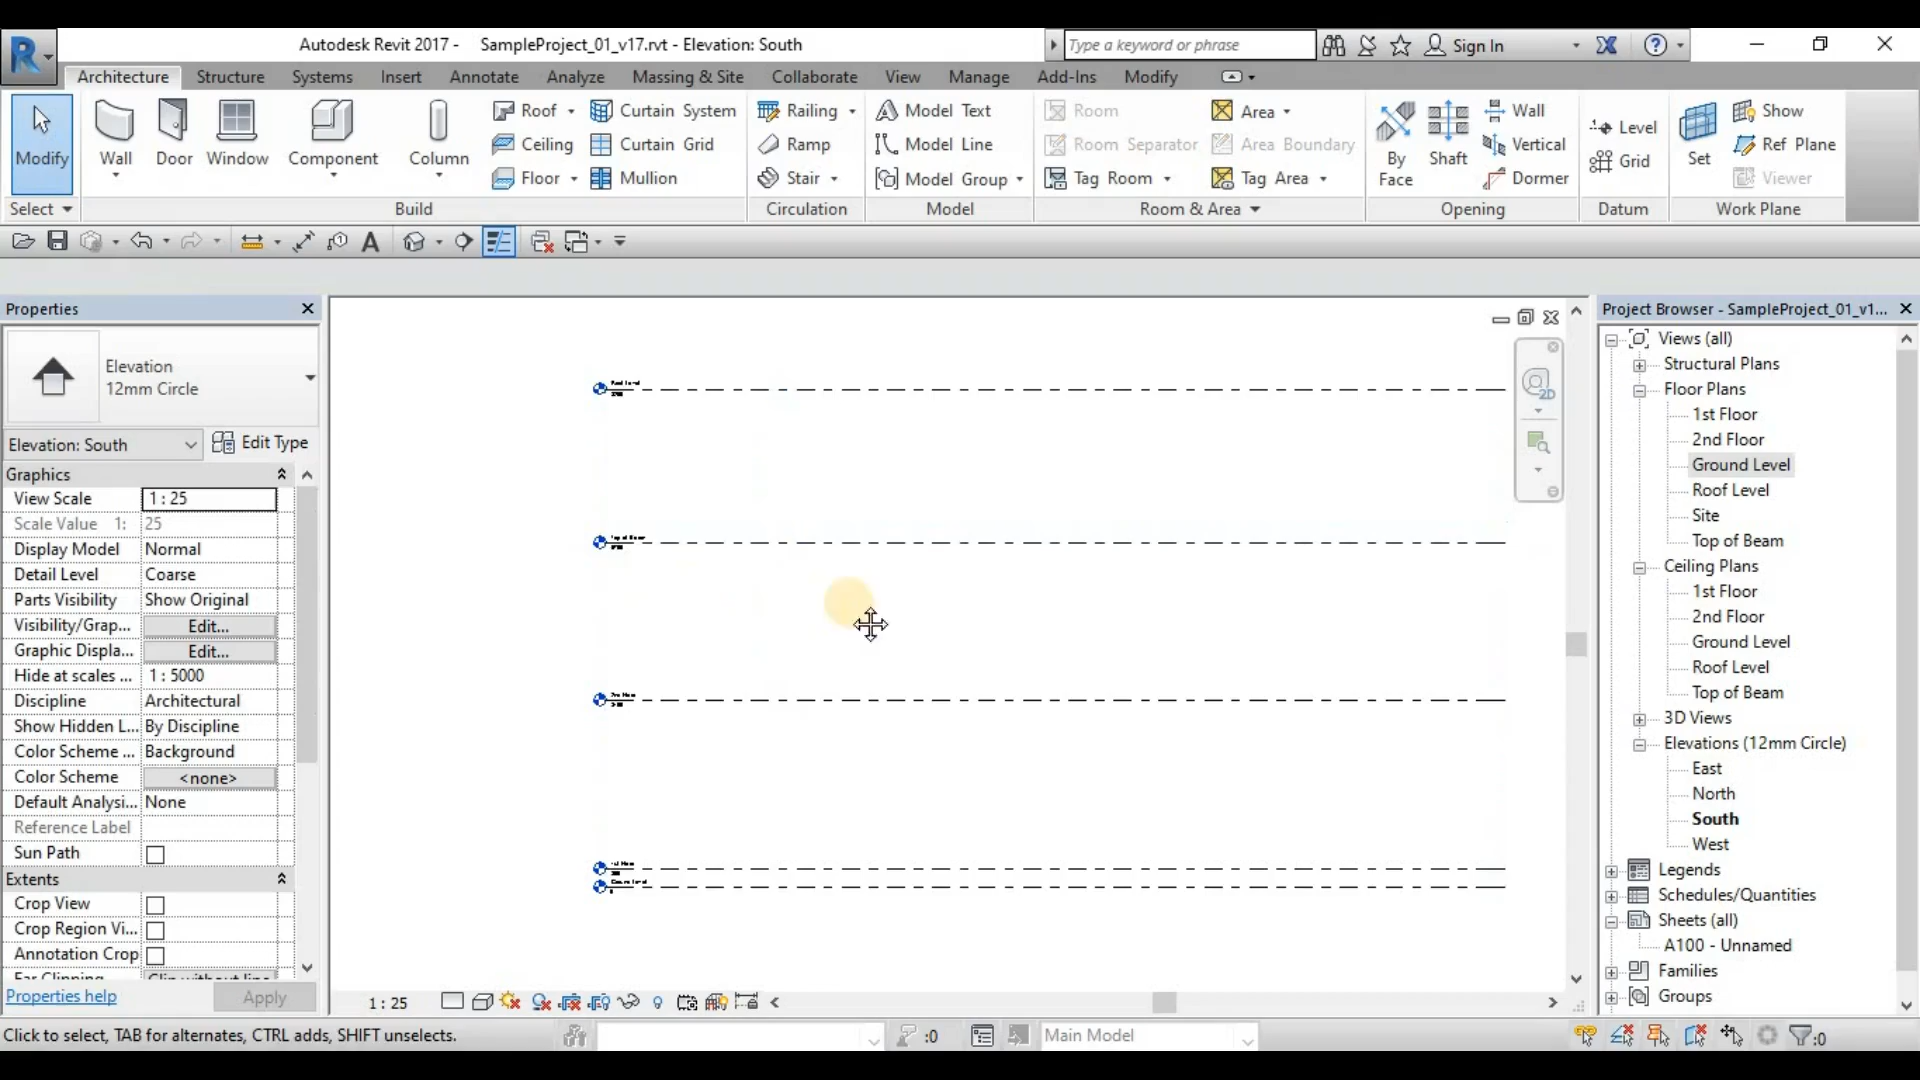 Autodesk Revit 2017 - SampleProject_01_v17.rvt - Elevation: South
Type a keyword or phrase
Sign In
Architecture Structure Systems Insert Annotate Analyze Massing & Site Collaborate View Manage Add-Ins Modify
Modify
Wall
Door
Window
Component
Column
Roof
Ceiling
Floor
Curtain System
Curtain Grid
Mullion
Railing
Ramp
Stair
Model Text
Model Line
Model Group
Room
Room Separator
Tag Room
Area
Area Boundary
Tag Area
By Face
Shaft
Wall
Vertical
Dormer
Level
Grid
Set
Show
Ref Plane
Viewer
Select Build Circulation Model Room & Area Opening Datum Work Plane
Properties
Elevation
12mm Circle
Elevation: South
Edit Type
Graphics
View Scale 1 : 25
Scale Value 1: 25
Display Model Normal
Detail Level Coarse
Parts Visibility Show Original
Visibility/Grap... Edit...
Graphic Displa... Edit...
Hide at scales ... 1 : 5000
Discipline Architectural
Show Hidden L... By Discipline
Color Scheme ... Background
Color Scheme <none>
Default Analysi... None
Reference Label
Sun Path
Extents
Crop View
Crop Region Vi...
Annotation Crop
Far Clipping Clip without line
Properties help
Apply
2D
1 : 25
Project Browser - SampleProject_01_v1...
Views (all)
Structural Plans
Floor Plans
1st Floor
2nd Floor
Ground Level
Roof Level
Site
Top of Beam
Ceiling Plans
1st Floor
2nd Floor
Ground Level
Roof Level
Top of Beam
3D Views
Elevations (12mm Circle)
East
North
South
West
Legends
Schedules/Quantities
Sheets (all)
A100 - Unnamed
Families
Groups
Click to select, TAB for alternates, CTRL adds, SHIFT unselects.
:0
Main Model
:0